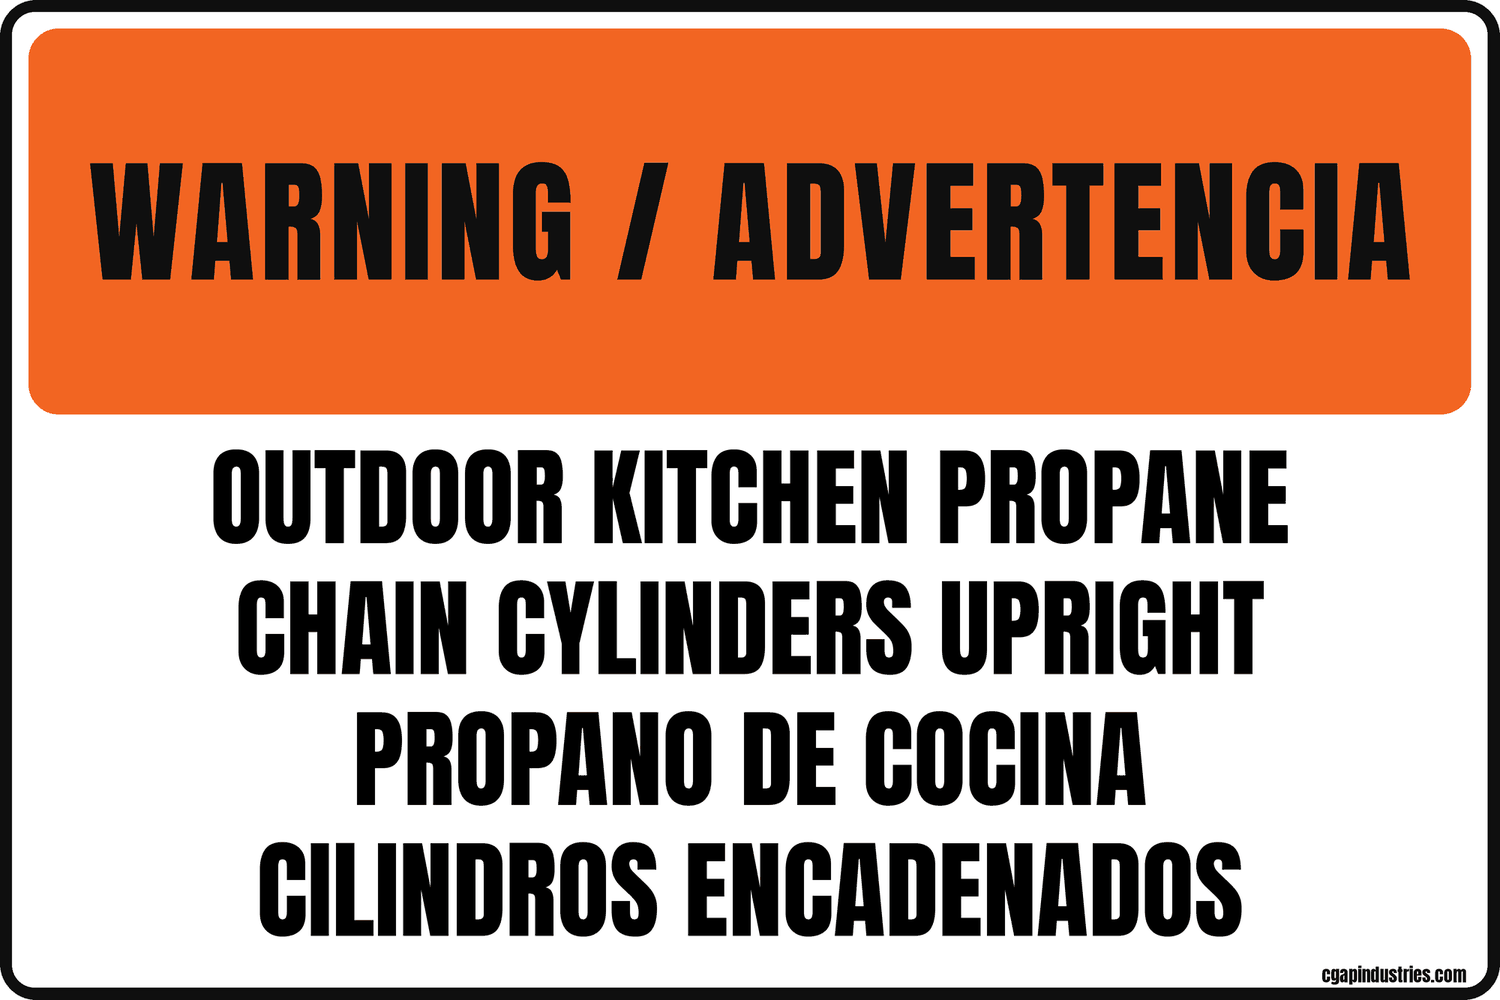 WARNING / ADVERTENCIA
OUTDOOR KITCHEN PROPANE
CHAIN CYLINDERS UPRIGHT
PROPANO DE COCINA
CILINDROS ENCADENADOS
cgapindustries.com